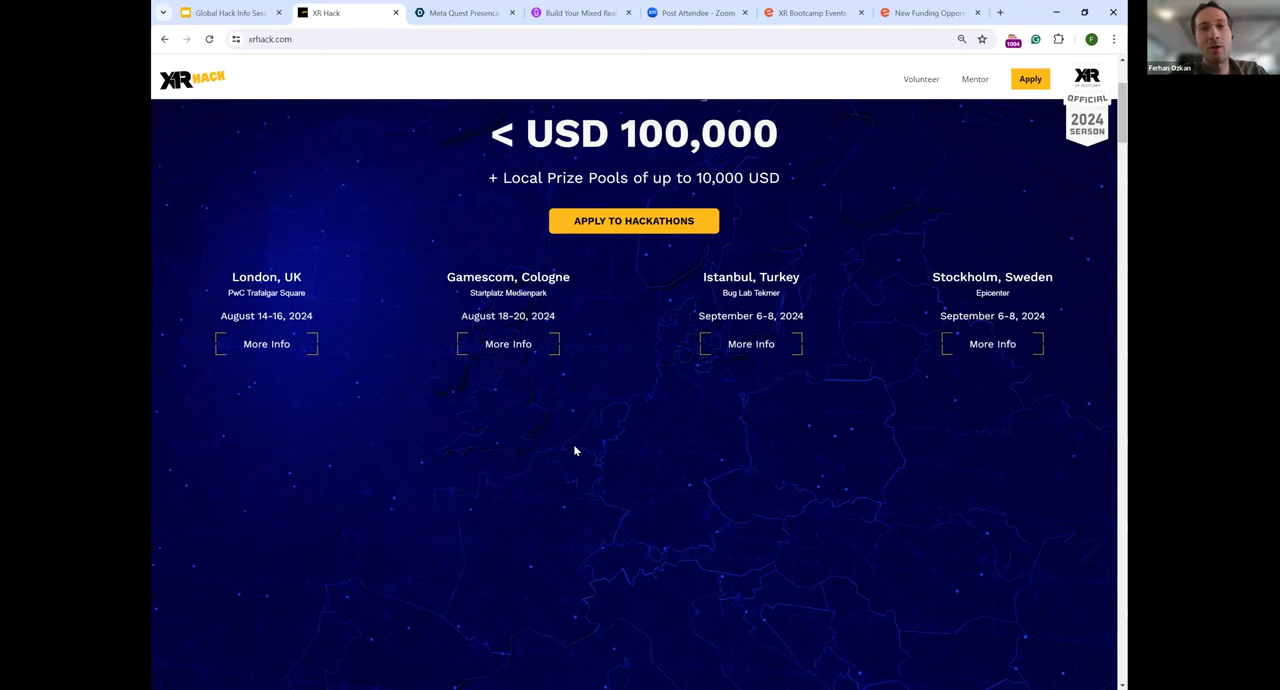 Global Hack Info Sess
XR Hack
Meta Quest Presence
Build Your Mixed Real
Post Attendee - Zoom
XR Bootcamp Events
New Funding Opport
xrhack.com
1004
F
Ferhan Ozkan
XR HACK
Volunteer
Mentor
Apply
XR
XR BOOTCAMP
OFFICIAL
2024
SEASON
< USD 100,000
+ Local Prize Pools of up to 10,000 USD
APPLY TO HACKATHONS
London, UK
PwC Trafalgar Square
August 14-16, 2024
More Info
Gamescom, Cologne
Startplatz Medienpark
August 18-20, 2024
More Info
Istanbul, Turkey
Bug Lab Tekmer
September 6-8, 2024
More Info
Stockholm, Sweden
Epicenter
September 6-8, 2024
More Info